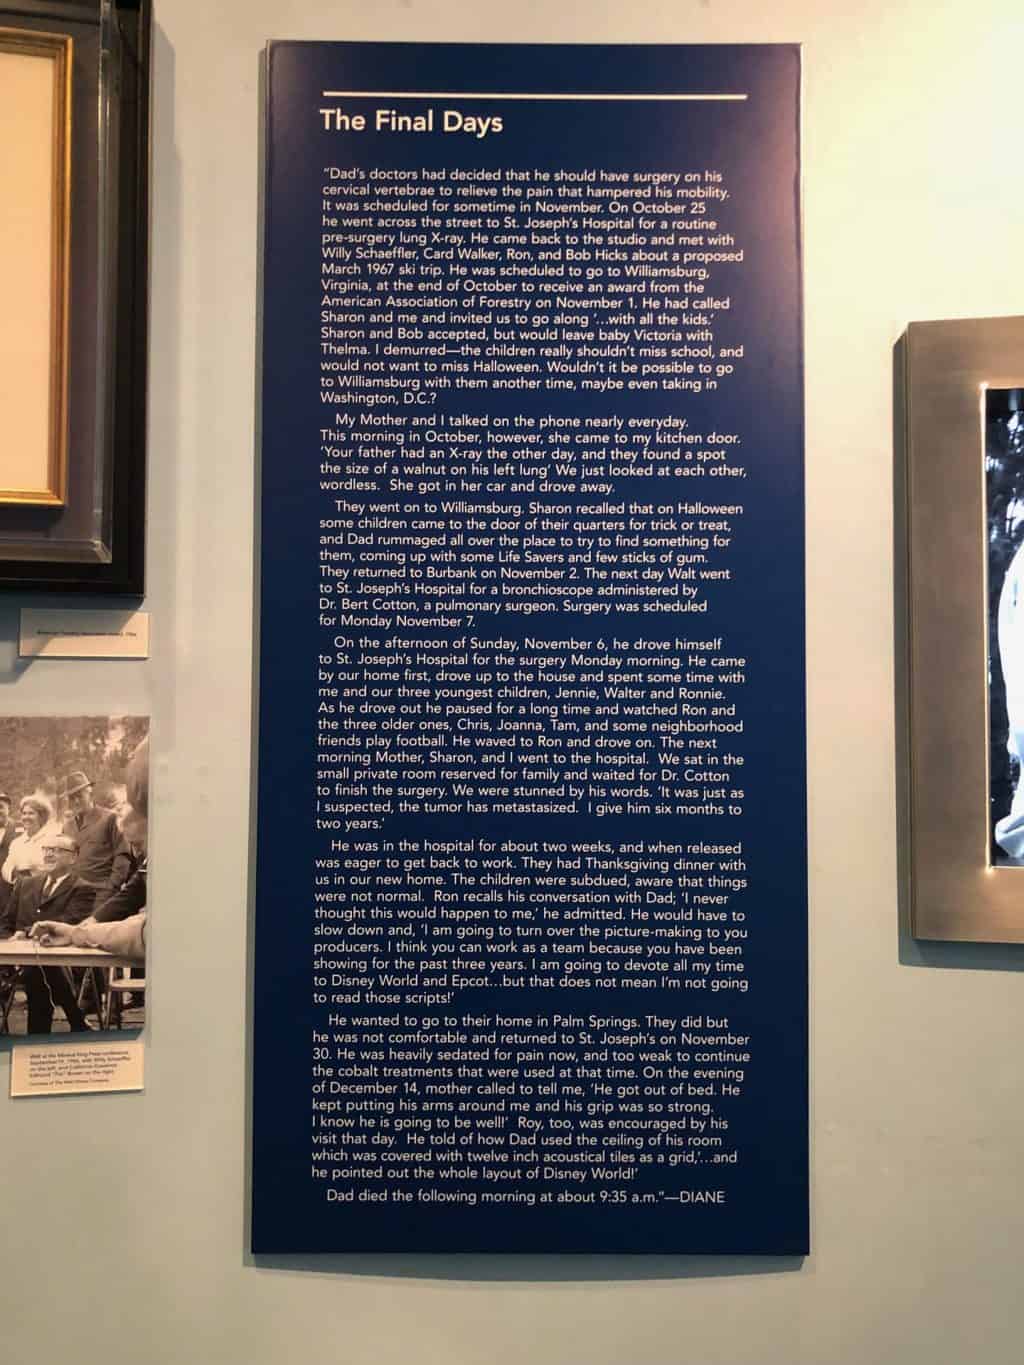 The Final Days
“Dad’s doctors had decided that he should have surgery on his
cervical vertebrae to relieve the pain that hampered his mobility.
It was scheduled for sometime in November. On October 25
he went across the street to St. Joseph’s Hospital for a routine
pre-surgery lung X-ray. He came back to the studio and met with
Willy Schaeffler, Card Walker, Ron, and Bob Hicks about a proposed
March 1967 ski trip. He was scheduled to go to Williamsburg,
Virginia, at the end of October to receive an award from the
American Association of Forestry on November 1. He had called
Sharon and me and invited us to go along ‘...with all the kids.’
Sharon and Bob accepted, but would leave baby Victoria with
Thelma. I demurred—the children really shouldn’t miss school, and
would not want to miss Halloween. Wouldn’t it be possible to go
to Williamsburg with them another time, maybe even taking in
Washington, D.C.?
My Mother and I talked on the phone nearly everyday.
This morning in October, however, she came to my kitchen door.
‘Your father had an X-ray the other day, and they found a spot
the size of a walnut on his left lung’ We just looked at each other,
wordless. She got in her car and drove away.
They went on to Williamsburg. Sharon recalled that on Halloween
some children came to the door of their quarters for trick or treat,
and Dad rummaged all over the place to try to find something for
them, coming up with some Life Savers and few sticks of gum.
They returned to Burbank on November 2. The next day Walt went
to St. Joseph’s Hospital for a bronchioscope administered by
Dr. Bert Cotton, a pulmonary surgeon. Surgery was scheduled
for Monday November 7.
On the afternoon of Sunday, November 6, he drove himself
to St. Joseph’s Hospital for the surgery Monday morning. He came
by our home first, drove up to the house and spent some time with
me and our three youngest children, Jennie, Walter and Ronnie.
As he drove out he paused for a long time and watched Ron and
the three older ones, Chris, Joanna, Tam, and some neighborhood
friends play football. He waved to Ron and drove on. The next
morning Mother, Sharon, and I went to the hospital. We sat in the
small private room reserved for family and waited for Dr. Cotton
to finish the surgery. We were stunned by his words. ‘It was just as
I suspected, the tumor has metastasized. I give him six months to
two years.’
He was in the hospital for about two weeks, and when released
was eager to get back to work. They had Thanksgiving dinner with
us in our new home. The children were subdued, aware that things
were not normal. Ron recalls his conversation with Dad; ‘I never
thought this would happen to me,’ he admitted. He would have to
slow down and, ‘I am going to turn over the picture-making to you
producers. I think you can work as a team because you have been
showing for the past three years. I am going to devote all my time
to Disney World and Epcot...but that does not mean I’m not going
to read those scripts!’
He wanted to go to their home in Palm Springs. They did but
he was not comfortable and returned to St. Joseph’s on November
30. He was heavily sedated for pain now, and too weak to continue
the cobalt treatments that were used at that time. On the evening
of December 14, mother called to tell me, ‘He got out of bed. He
kept putting his arms around me and his grip was so strong.
I know he is going to be well!’ Roy, too, was encouraged by his
visit that day. He told of how Dad used the ceiling of his room
which was covered with twelve inch acoustical tiles as a grid,‘...and
he pointed out the whole layout of Disney World!’
Dad died the following morning at about 9:35 a.m.”—DIANE
Walt at the Mineral King Press conference,
September 19, 1966, with Willy Schaeffler
on the left, and California Governor
Edmund “Pat” Brown on the right.
Courtesy of The Walt Disney Company